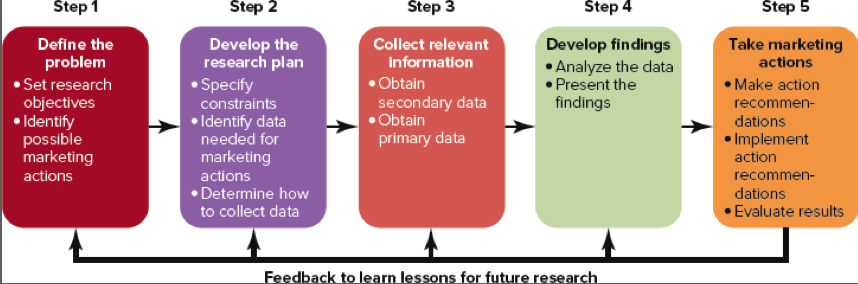 Step 1
Step 2
Step 3
Step 4
Step 5
Define the
problem
• Set research
objectives
• Identify
possible
marketing
actions
Develop the
research plan
• Specify
constraints
• Identify data
needed for
marketing
actions
• Determine how
to collect data
Collect relevant
information
• Obtain
secondary data
• Obtain
primary data
Develop findings
• Analyze the data
• Present the
findings
Take marketing
actions
• Make action
recommen-
dations
• Implement
action
recommen-
dations
• Evaluate results
Feedback to learn lessons for future research